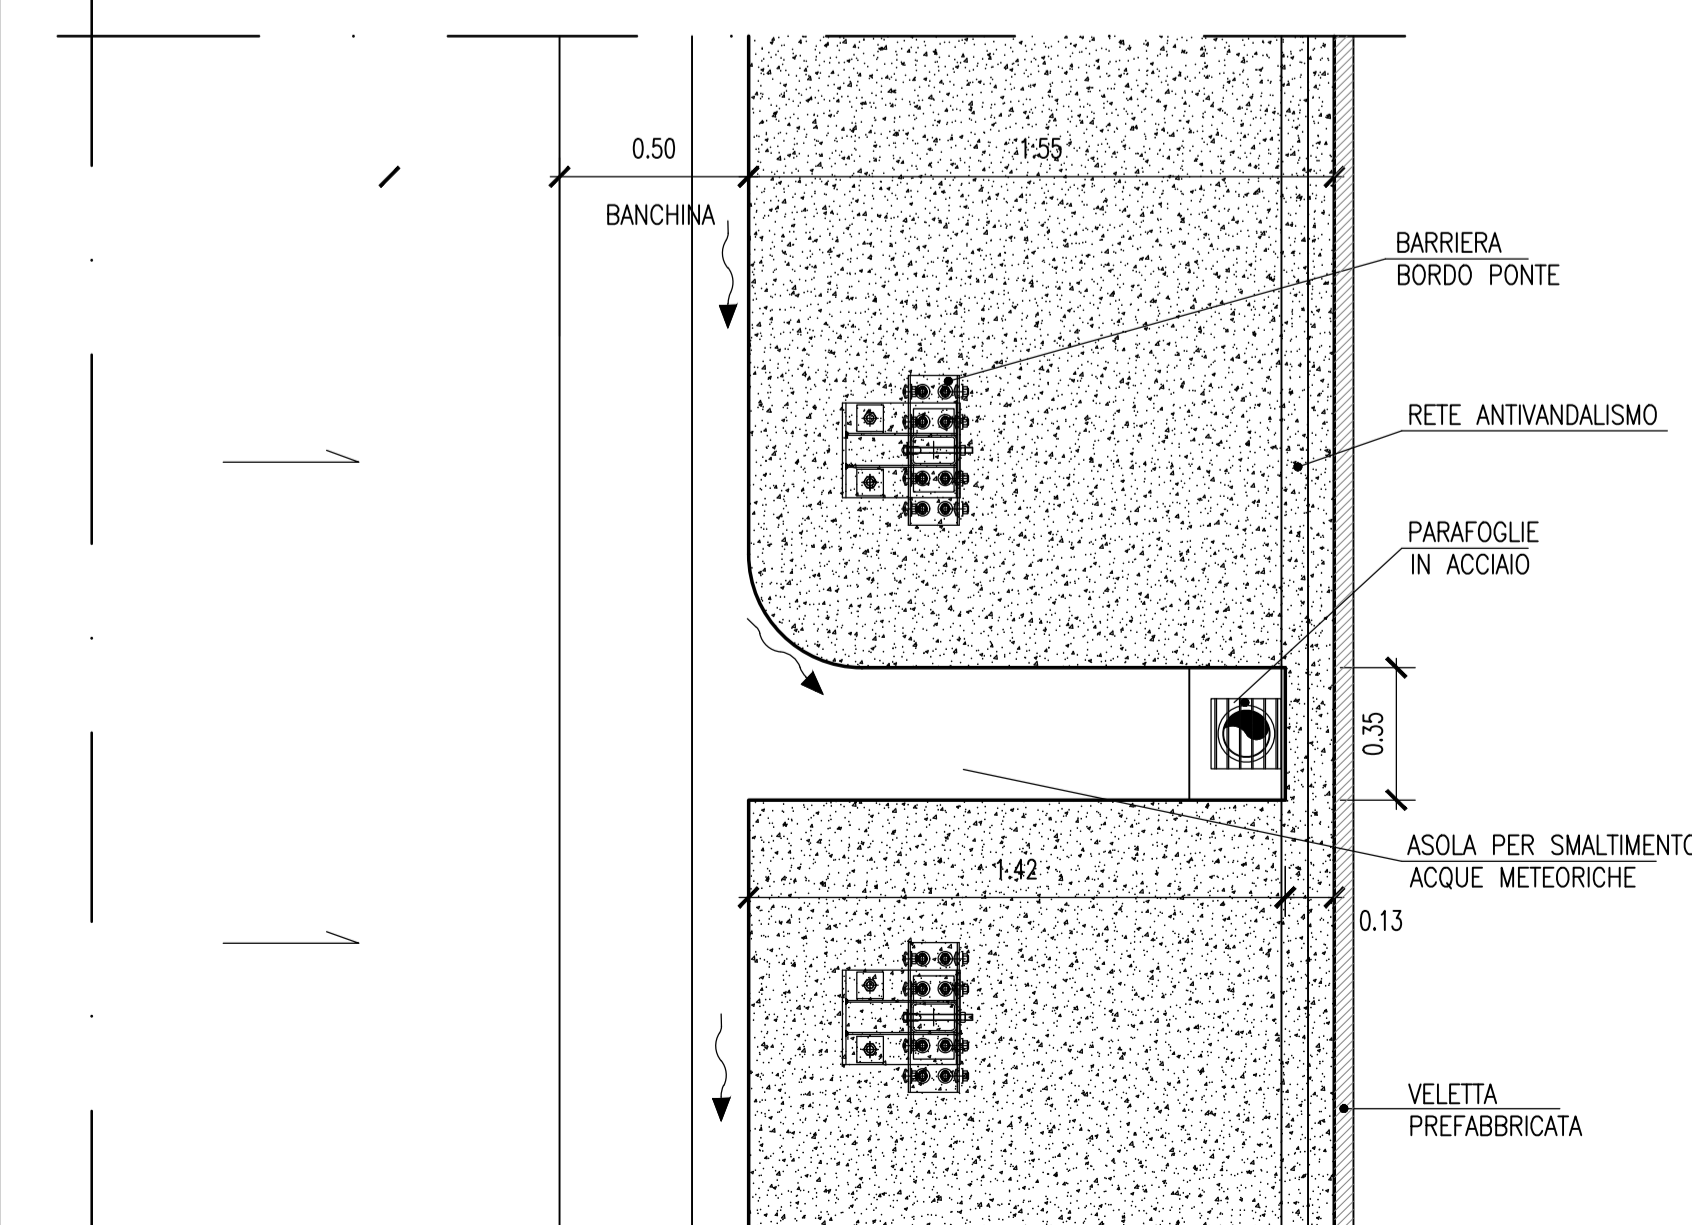 0.50
1.55
BANCHINA
BARRIERA
BORDO PONTE
RETE ANTIVANDALISMO
PARAFOGLIE
IN ACCIAIO
0.35
ASOLA PER SMALTIMENTO
ACQUE METEORICHE
1.42
0.13
VELETTA
PREFABBRICATA